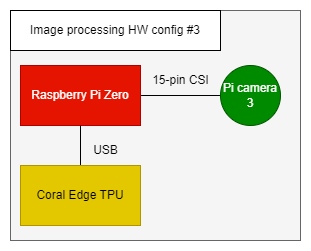 Image processing HW config #3
15-pin CSI
Raspberry Pi Zero
Pi camera
3
USB
Coral Edge TPU